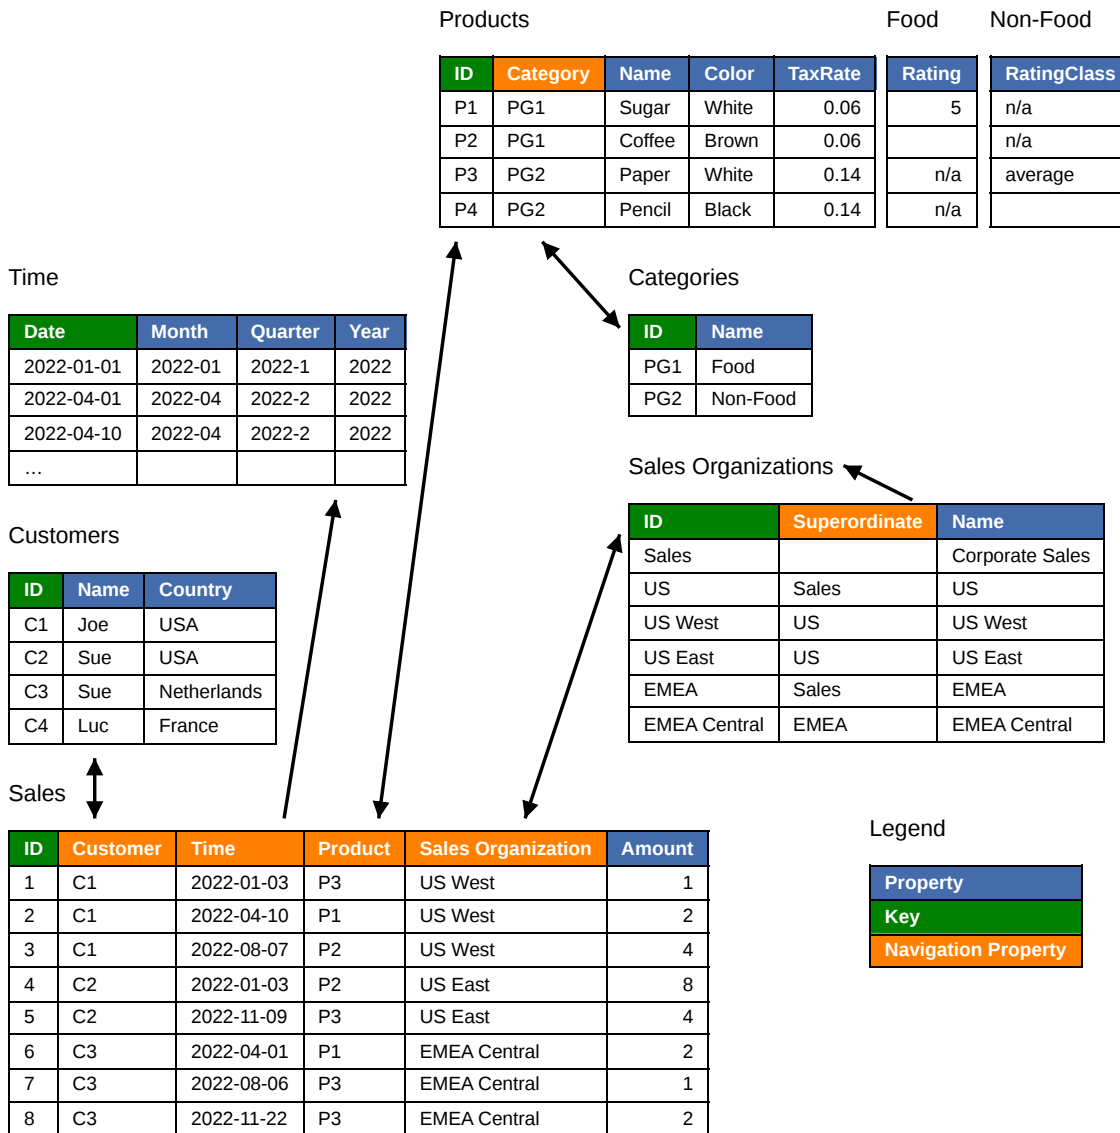 Products Food Non-Food
ID Category Name Color TaxRate Rating RatingClass
P1 PG1 Sugar White 0.06 5 n/a
P2 PG1 Coffee Brown 0.06 n/a
P3 PG2 Paper White 0.14 n/a average
P4 PG2 Pencil Black 0.14 n/a
Time
Date Month Quarter Year
2022-01-01 2022-01 2022-1 2022
2022-04-01 2022-04 2022-2 2022
2022-04-10 2022-04 2022-2 2022
…
Categories
ID Name
PG1 Food
PG2 Non-Food
Sales Organizations
ID Superordinate Name
Sales Corporate Sales
US Sales US
US West US US West
US East US US East
EMEA Sales EMEA
EMEA Central EMEA EMEA Central
Customers
ID Name Country
C1 Joe USA
C2 Sue USA
C3 Sue Netherlands
C4 Luc France
Sales
ID Customer Time Product Sales Organization Amount
1 C1 2022-01-03 P3 US West 1
2 C1 2022-04-10 P1 US West 2
3 C1 2022-08-07 P2 US West 4
4 C2 2022-01-03 P2 US East 8
5 C2 2022-11-09 P3 US East 4
6 C3 2022-04-01 P1 EMEA Central 2
7 C3 2022-08-06 P3 EMEA Central 1
8 C3 2022-11-22 P3 EMEA Central 2
Legend
Property
Key
Navigation Property